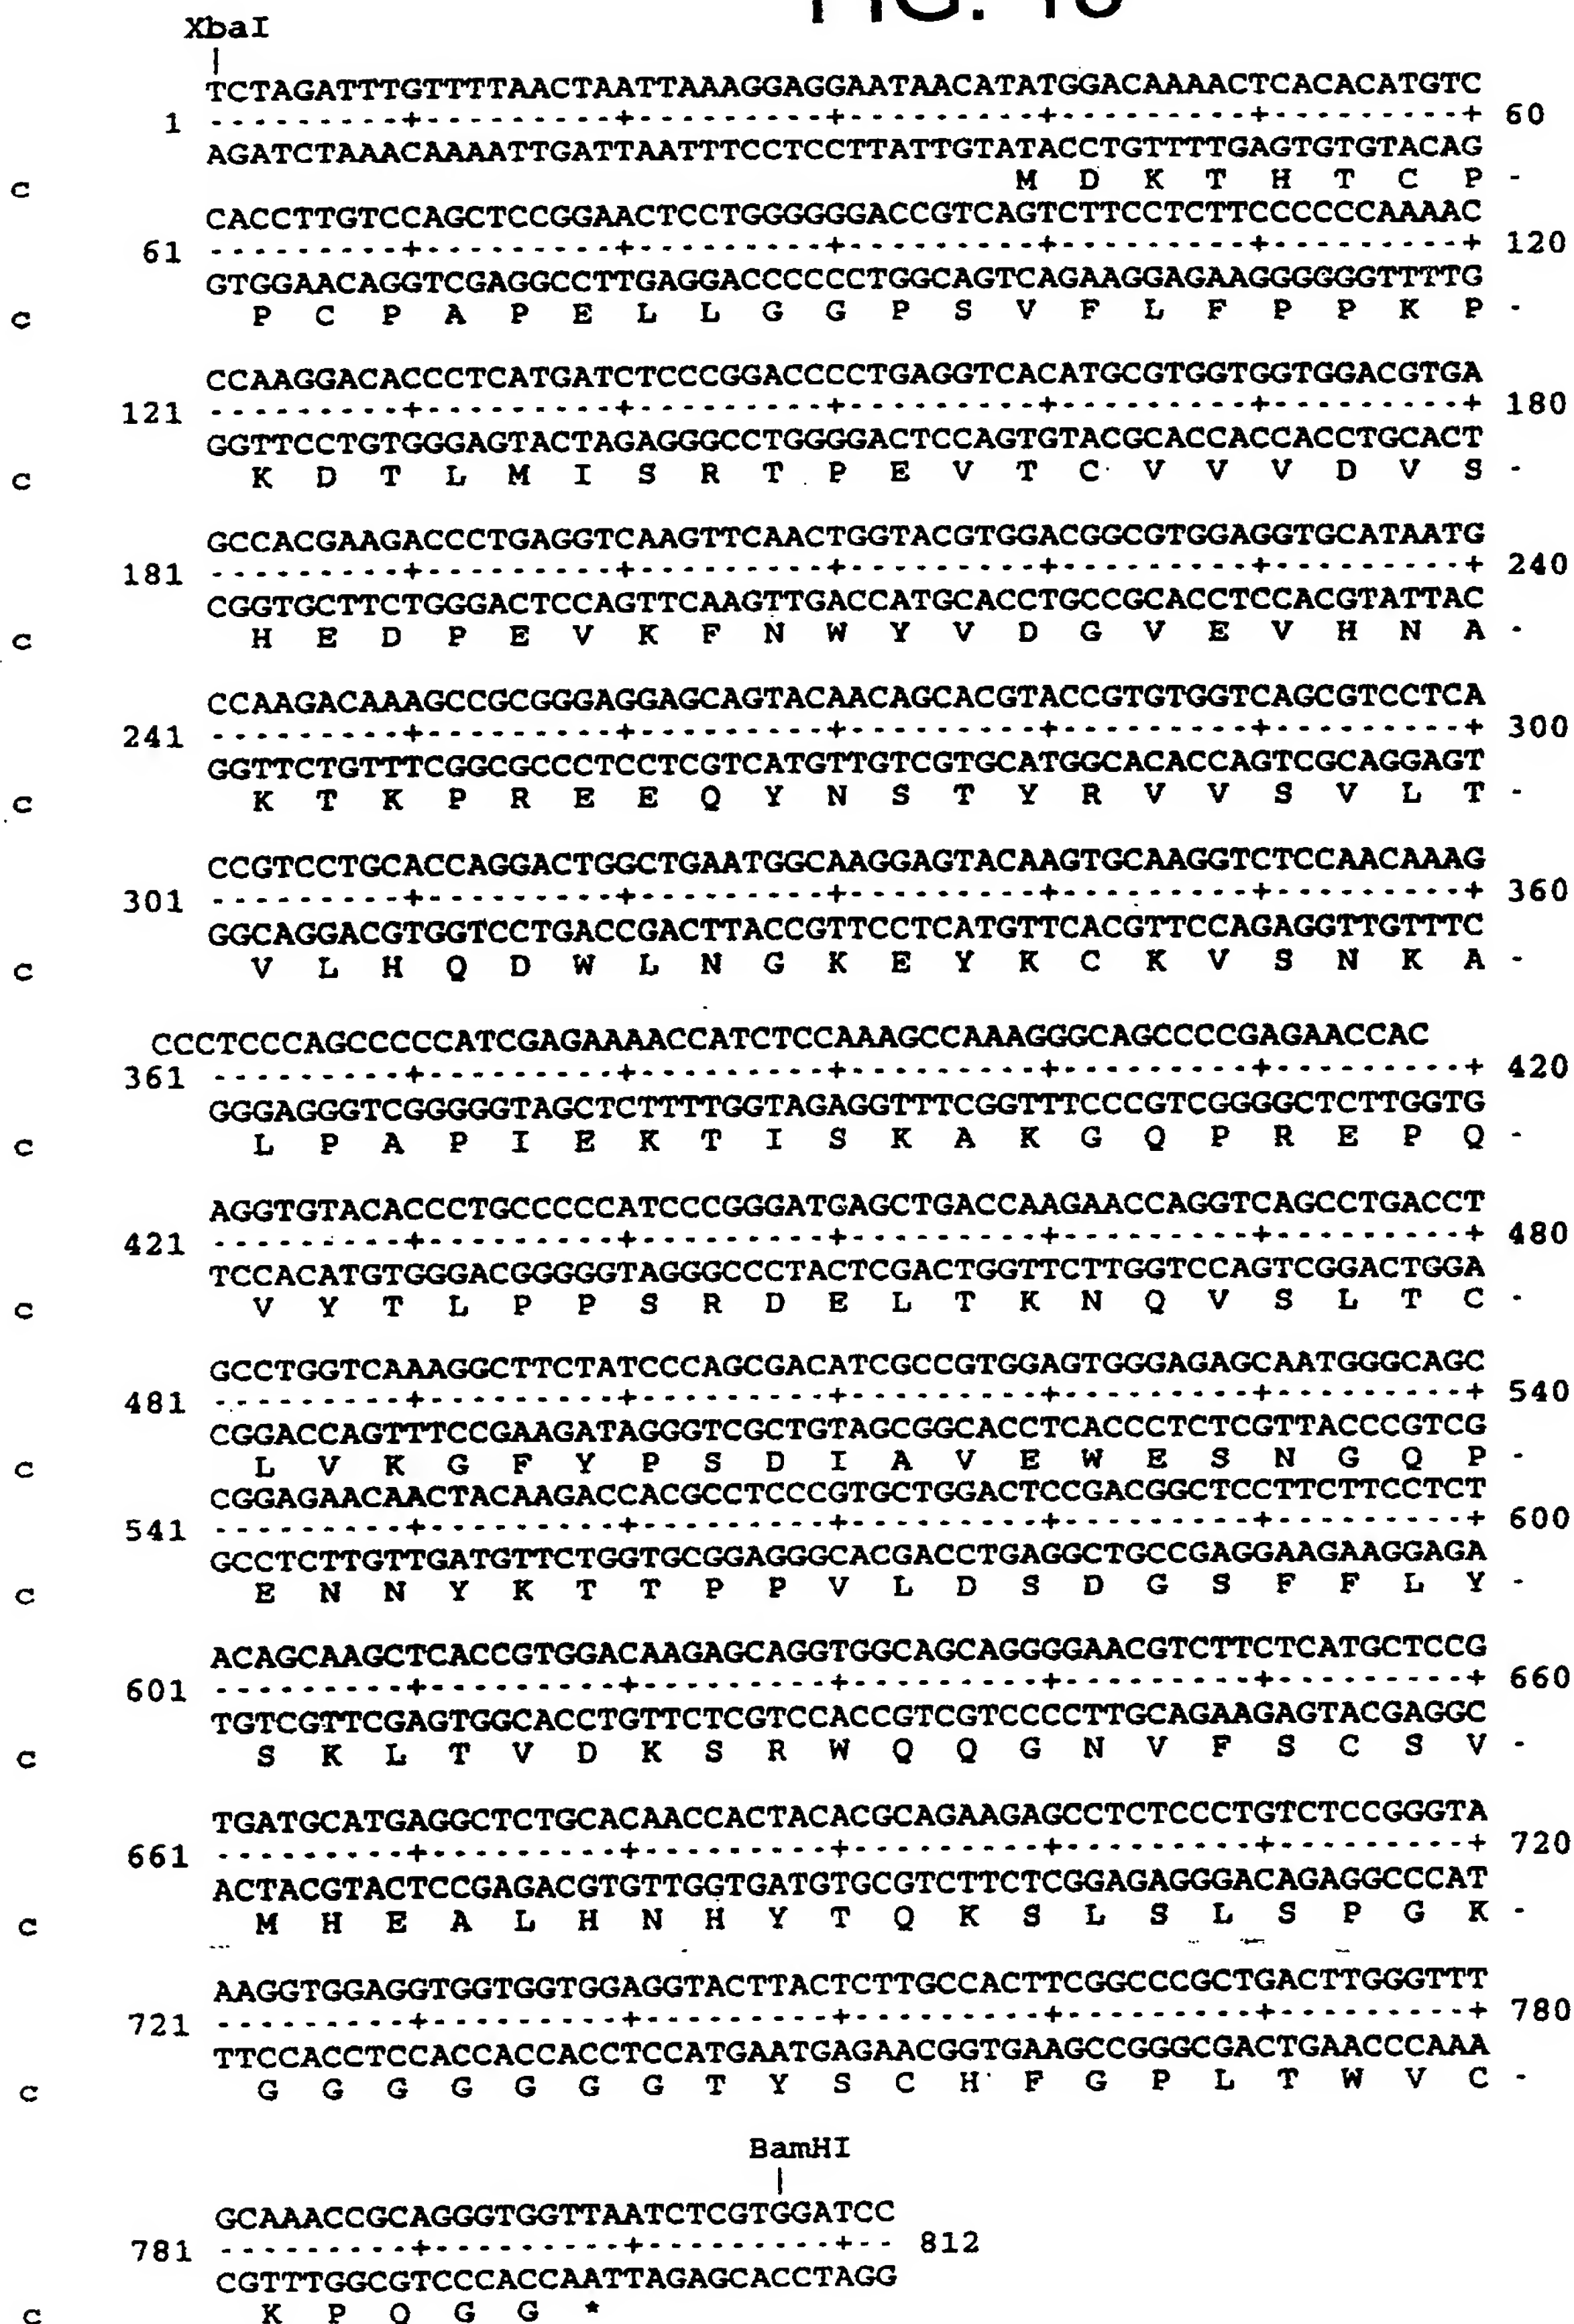 FIG.
XbaI
|
TCTAGATTTGTTTTAACTAATTAAAGGAGGAATAACATATGGACAAAACTCACACATGTC
1 ---------+---------+---------+---------+---------+---------+ 60
AGATCTAAACAAAATTGATTAATTTCCTCCTTATTGTATACCTGTTTTGAGTGTGTACAG
c M D K T H T C P -
CACCTTGTCCAGCTCCGGAACTCCTGGGGGGACCGTCAGTCTTCCTCTTCCCCCCAAAAC
61 ---------+---------+---------+---------+---------+---------+ 120
GTGGAACAGGTCGAGGCCTTGAGGACCCCCCTGGCAGTCAGAAGGAGAAGGGGGGTTTTG
c P C P A P E L L G G P S V F L F P P K P -
CCAAGGACACCCTCATGATCTCCCGGACCCCTGAGGTCACATGCGTGGTGGTGGACGTGA
121 ---------+---------+---------+---------+---------+---------+ 180
GGTTCCTGTGGGAGTACTAGAGGGCCTGGGGACTCCAGTGTACGCACCACCACCTGCACT
c K D T L M I S R T P E V T C V V V D V S -
GCCACGAAGACCCTGAGGTCAAGTTCAACTGGTACGTGGACGGCGTGGAGGTGCATAATG
181 ---------+---------+---------+---------+---------+---------+ 240
CGGTGCTTCTGGGACTCCAGTTCAAGTTGACCATGCACCTGCCGCACCTCCACGTATTAC
c H E D P E V K F N W Y V D G V E V H N A -
CCAAGACAAAGCCGCGGGAGGAGCAGTACAACAGCACGTACCGTGTGGTCAGCGTCCTCA
241 ---------+---------+---------+---------+---------+---------+ 300
GGTTCTGTTTCGGCGCCCTCCTCGTCATGTTGTCGTGCATGGCACACCAGTCGCAGGAGT
c K T K P R E E Q Y N S T Y R V V S V L T -
CCGTCCTGCACCAGGACTGGCTGAATGGCAAGGAGTACAAGTGCAAGGTCTCCAACAAAG
301 ---------+---------+---------+---------+---------+---------+ 360
GGCAGGACGTGGTCCTGACCGACTTACCGTTCCTCATGTTCACGTTCCAGAGGTTGTTTC
c V L H Q D W L N G K E Y K C K V S N K A -
CCCTCCCAGCCCCCATCGAGAAAACCATCTCCAAAGCCAAAGGGCAGCCCCGAGAACCAC
361 ---------+---------+---------+---------+---------+---------+ 420
GGGAGGGTCGGGGGTAGCTCTTTTGGTAGAGGTTTCGGTTTCCCGTCGGGGCTCTTGGTG
c L P A P I E K T I S K A K G Q P R E P Q -
AGGTGTACACCCTGCCCCCATCCCGGGATGAGCTGACCAAGAACCAGGTCAGCCTGACCT
421 ---------+---------+---------+---------+---------+---------+ 480
TCCACATGTGGGACGGGGGTAGGGCCCTACTCGACTGGTTCTTGGTCCAGTCGGACTGGA
c V Y T L P P S R D E L T K N Q V S L T C -
GCCTGGTCAAAGGCTTCTATCCCAGCGACATCGCCGTGGAGTGGGAGAGCAATGGGCAGC
481 ---------+---------+---------+---------+---------+---------+ 540
CGGACCAGTTTCCGAAGATAGGGTCGCTGTAGCGGCACCTCACCCTCTCGTTACCCGTCG
c L V K G F Y P S D I A V E W E S N G Q P -
CGGAGAACAACTACAAGACCACGCCTCCCGTGCTGGACTCCGACGGCTCCTTCTTCCTCT
541 ---------+---------+---------+---------+---------+---------+ 600
GCCTCTTGTTGATGTTCTGGTGCGGAGGGCACGACCTGAGGCTGCCGAGGAAGAAGGAGA
c E N N Y K T T P P V L D S D G S F F L Y -
ACAGCAAGCTCACCGTGGACAAGAGCAGGTGGCAGCAGGGGAACGTCTTCTCATGCTCCG
601 ---------+---------+---------+---------+---------+---------+ 660
TGTCGTTCGAGTGGCACCTGTTCTCGTCCACCGTCGTCCCCTTGCAGAAGAGTACGAGGC
c S K L T V D K S R W Q Q G N V F S C S V -
TGATGCATGAGGCTCTGCACAACCACTACACGCAGAAGAGCCTCTCCCTGTCTCCGGGTA
661 ---------+---------+---------+---------+---------+---------+ 720
ACTACGTACTCCGAGACGTGTTGGTGATGTGCGTCTTCTCGGAGAGGGACAGAGGCCCAT
c M H E A L H N H Y T Q K S L S L S P G K -
AAGGTGGAGGTGGTGGTGGAGGTACTTACTCTTGCCACTTCGGCCCGCTGACTTGGGTTT
721 ---------+---------+---------+---------+---------+---------+ 780
TTCCACCTCCACCACCACCTCCATGAATGAGAACGGTGAAGCCGGGCGACTGAACCCAAA
c G G G G G G G T Y S C H F G P L T W V C -
BamHI
|
GCAAACCGCAGGGTGGTTAATCTCGTGGATCC
781 ---------+---------+---------+-- 812
CGTTTGGCGTCCCACCAATTAGAGCACCTAGG
c K P Q G G *